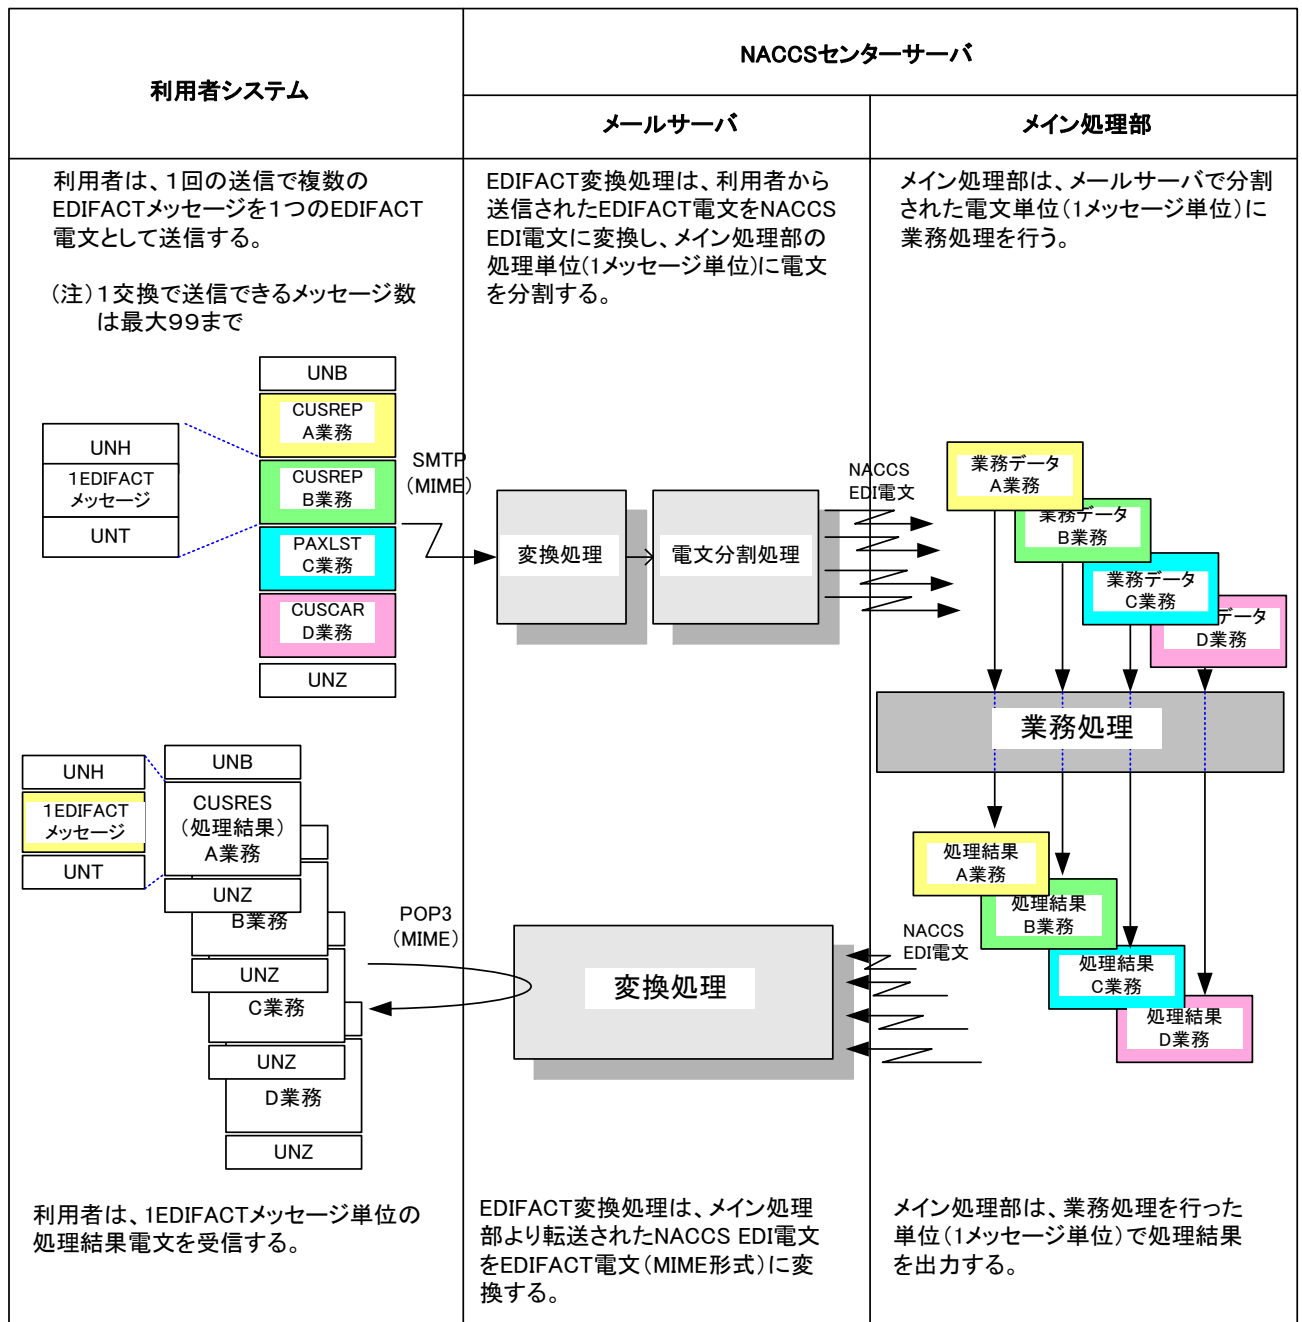 利用者システム
NACCSセンターサーバ
メールサーバ
メイン処理部
利用者は、１回の送信で複数の
EDIFACTメッセージを１つのEDIFACT
電文として送信する。
（注）１交換で送信できるメッセージ数
は最大９９まで
EDIFACT変換処理は、利用者から
送信されたEDIFACT電文をNACCS
EDI電文に変換し、メイン処理部の
処理単位(1メッセージ単位)に電文
を分割する。
メイン処理部は、メールサーバで分割
された電文単位（1メッセージ単位）に
業務処理を行う。
UNB
CUSREP
A業務
CUSREP
B業務
PAXLST
C業務
CUSCAR
D業務
UNZ
UNH
1EDIFACT
メッセージ
UNT
SMTP
（MIME）
変換処理
電文分割処理
NACCS
EDI電文
業務データ
A業務
業務データ
B業務
業務データ
C業務
データ
D業務
業務処理
UNH
1EDIFACT
メッセージ
UNT
UNB
CUSRES
（処理結果）
A業務
UNZ
B業務
UNZ
C業務
UNZ
D業務
UNZ
POP3
（MIME）
変換処理
NACCS
EDI電文
処理結果
A業務
処理結果
B業務
処理結果
C業務
処理結果
D業務
利用者は、1EDIFACTメッセージ単位の
処理結果電文を受信する。
EDIFACT変換処理は、メイン処理
部より転送されたNACCS EDI電文
をEDIFACT電文（MIME形式）に変
換する。
メイン処理部は、業務処理を行った
単位（1メッセージ単位）で処理結果
を出力する。